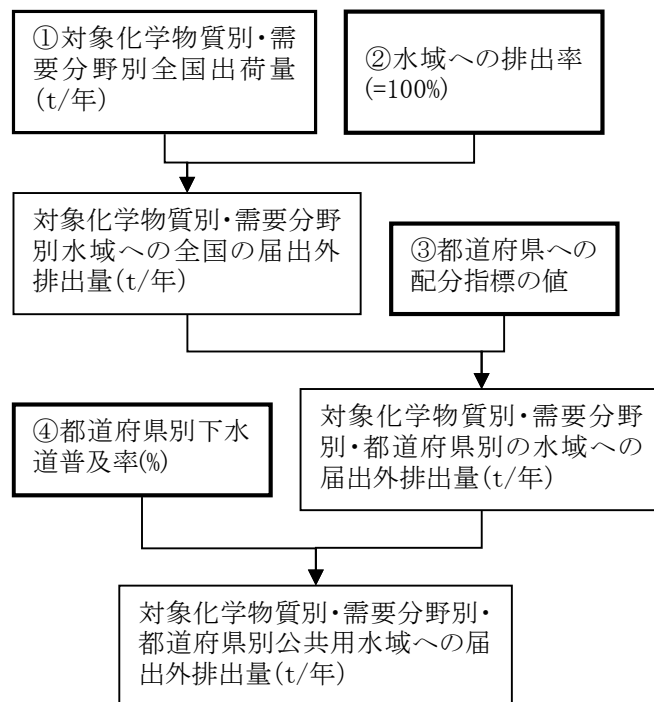 ①対象化学物質別・需
要分野別全国出荷量
(t/年)
②水域への排出率
(=100%)
対象化学物質別・需要分野
別水域への全国の届出外
排出量(t/年)
③都道府県への
配分指標の値
④都道府県別下水
道普及率(%)
対象化学物質別・需要分野
別・都道府県別の水域への
届出外排出量(t/年)
対象化学物質別・需要分野別・
都道府県別公共用水域への届
出外排出量(t/年)